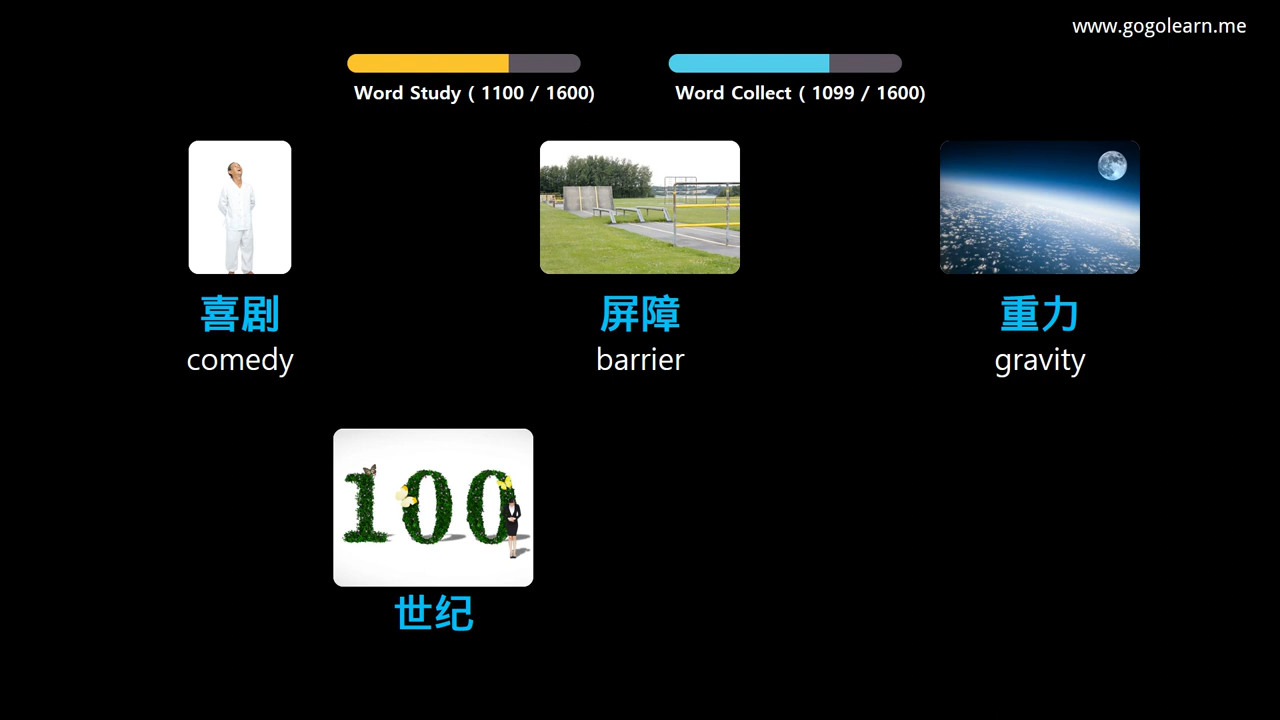 www.gogolearn.me
Word Study ( 1100 / 1600)
Word Collect ( 1099 / 1600)
喜剧
comedy
屏障
barrier
重力
gravity
100
世纪